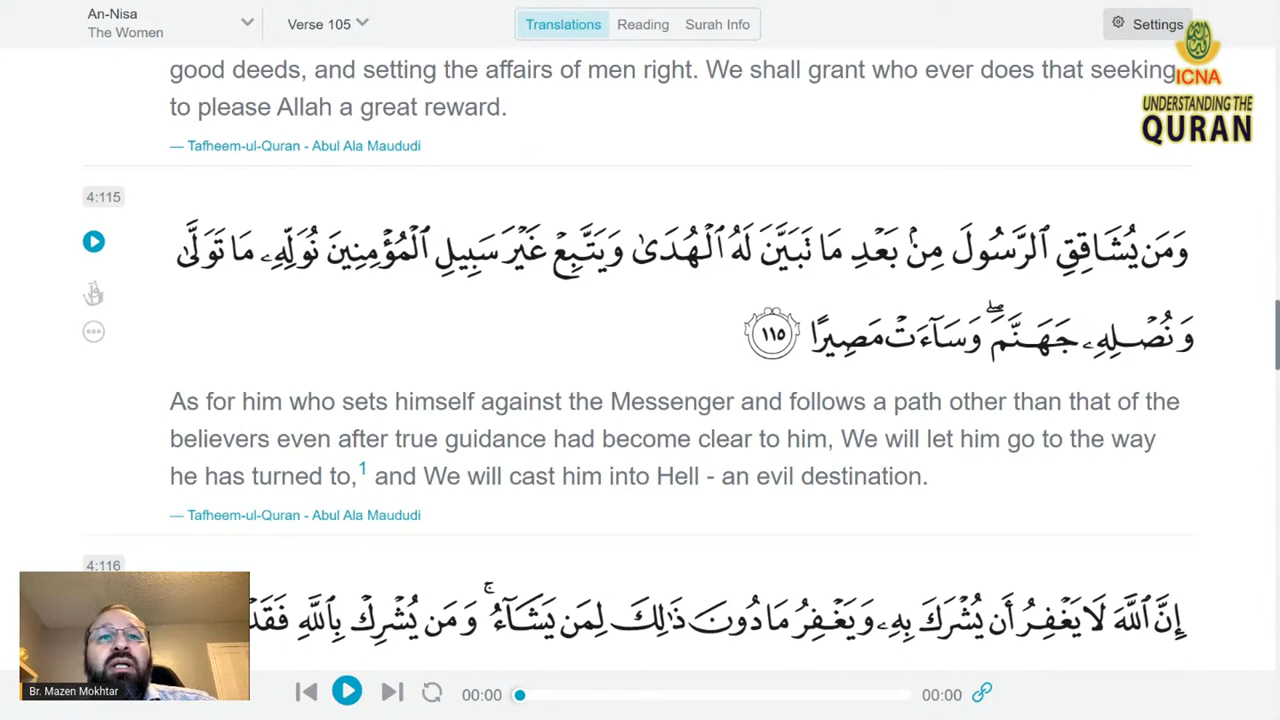 An-Nisa
The Women
Verse 105
Translations
Reading
Surah Info
Settings
ICNA
UNDERSTANDING THE
QURAN
good deeds, and setting the affairs of men right. We shall grant who ever does that seeking
to please Allah a great reward.
— Tafheem-ul-Quran - Abul Ala Maududi
4:115
وَمَن يُشَاقِقِ ٱلرَّسُولَ مِنۢ بَعْدِ مَا تَبَيَّنَ لَهُ ٱلْهُدَىٰ وَيَتَّبِعْ غَيْرَ سَبِيلِ ٱلْمُؤْمِنِينَ نُوَلِّهِۦ مَا تَوَلَّىٰ
وَنُصْلِهِۦ جَهَنَّمَ ۖ وَسَآءَتْ مَصِيرًا ١١٥
As for him who sets himself against the Messenger and follows a path other than that of the
believers even after true guidance had become clear to him, We will let him go to the way
he has turned to,1 and We will cast him into Hell - an evil destination.
— Tafheem-ul-Quran - Abul Ala Maududi
4:116
إِنَّ ٱللَّهَ لَا يَغْفِرُ أَن يُشْرَكَ بِهِۦ وَيَغْفِرُ مَا دُونَ ذَٰلِكَ لِمَن يَشَآءُ ۚ وَمَن يُشْرِكْ بِٱللَّهِ فَقَدْ
Br. Mazen Mokhtar
00:00
00:00